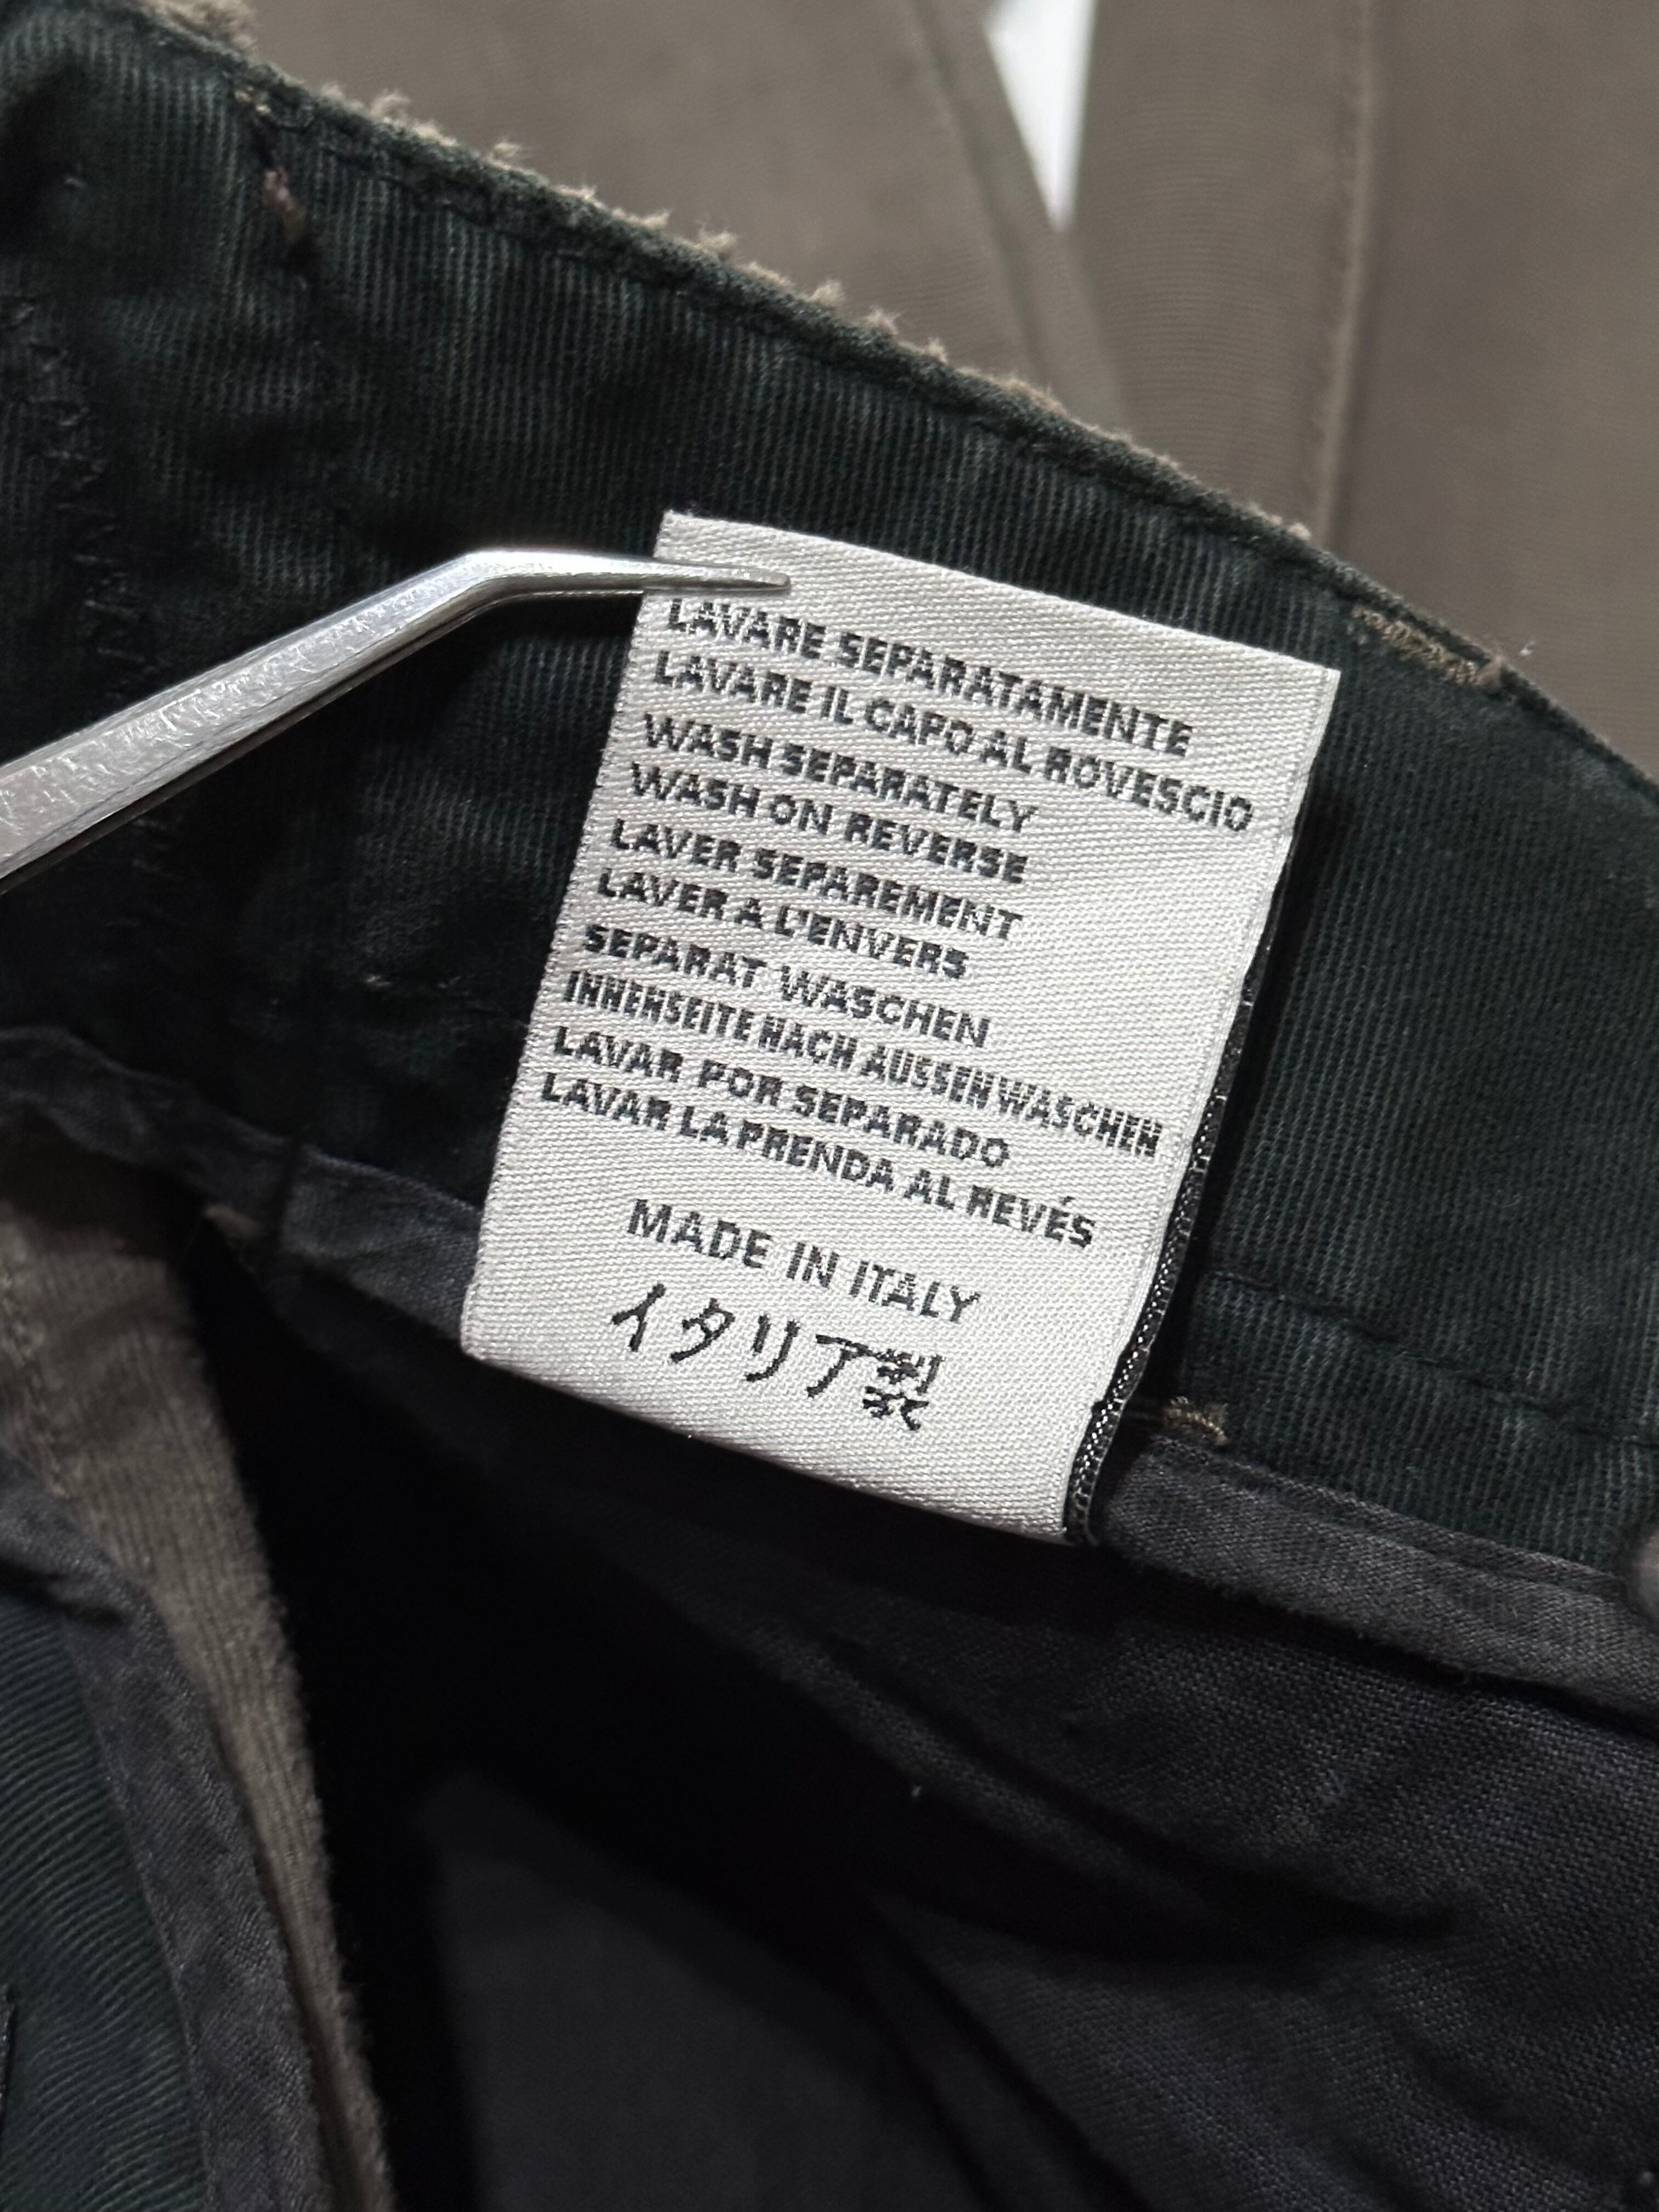 LAVARE SEPARATAMENTE
LAVARE IL CAPO AL ROVESCIO
WASH SEPARATELY
WASH ON REVERSE
LAVER SEPAREMENT
LAVER A L'ENVERS
SEPARAT WASCHEN
INNENSEITE NACH AUSSEN WASCHEN
LAVAR POR SEPARADO
LAVAR LA PRENDA AL REVÉS
MADE IN ITALY
イタリア製